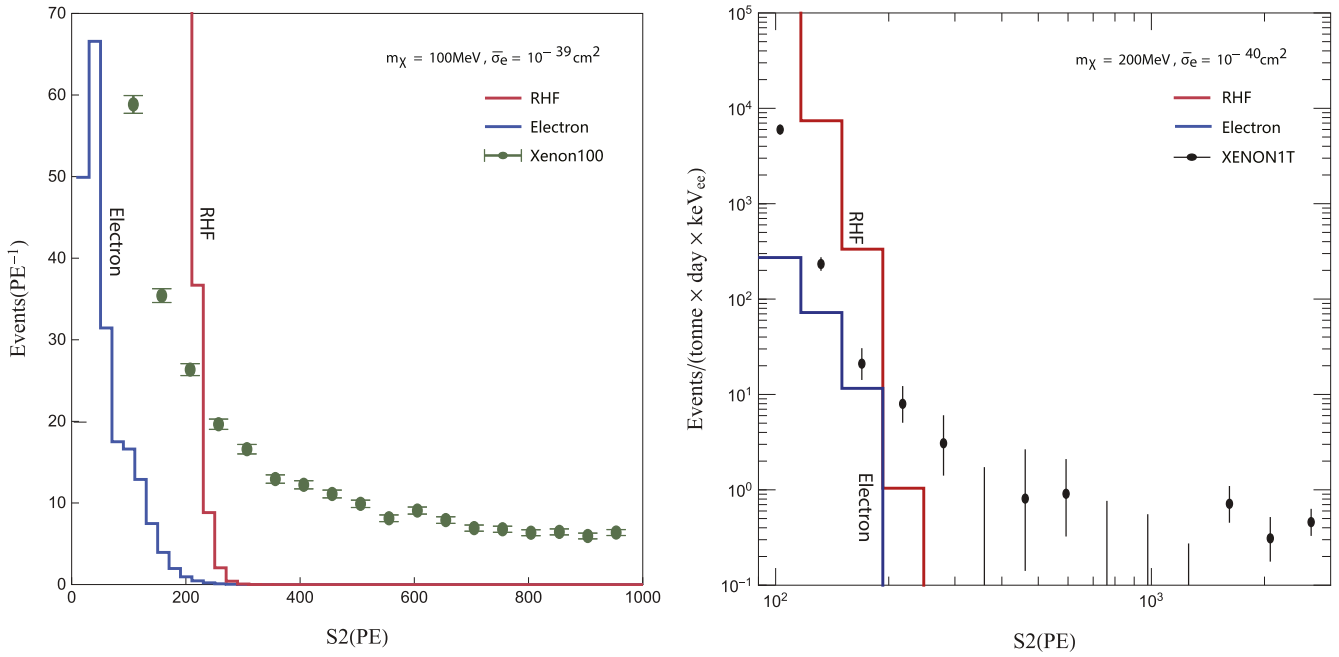 70
60
50
40
30
20
10
0
Events(PE⁻¹)
0 200 400 600 800 1000
S2(PE)
mχ = 100MeV , σ̅e = 10⁻³⁹cm²
RHF
Electron
Xenon100
Electron
RHF
10⁵
10⁴
10³
10²
10¹
10⁰
10⁻¹
Events/(tonne × day × keVₑₑ)
10² 10³
S2(PE)
mχ = 200MeV , σ̅e = 10⁻⁴⁰cm²
RHF
Electron
XENON1T
RHF
Electron